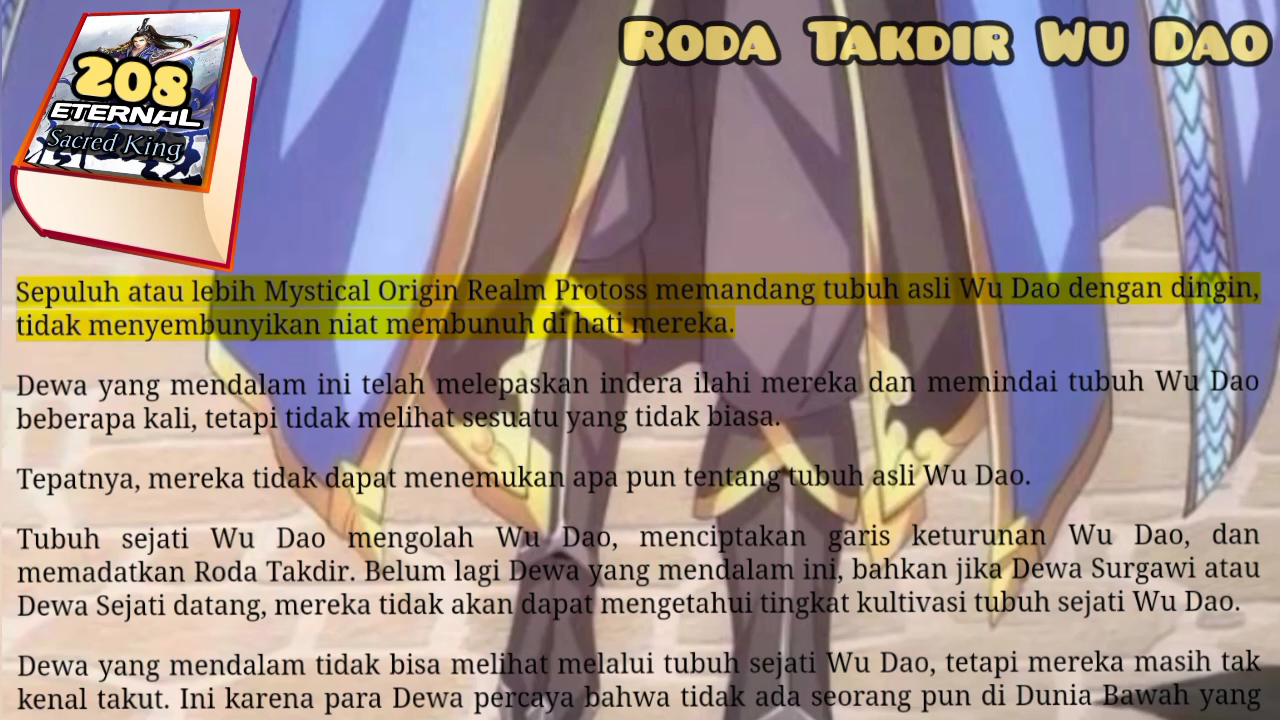 208
ETERNAL
Sacred King
Roda Takdir Wu Dao
Sepuluh atau lebih Mystical Origin Realm Protoss memandang tubuh asli Wu Dao dengan dingin,
tidak menyembunyikan niat membunuh di hati mereka.
Dewa yang mendalam ini telah melepaskan indera ilahi mereka dan memindai tubuh Wu Dao
beberapa kali, tetapi tidak melihat sesuatu yang tidak biasa.
Tepatnya, mereka tidak dapat menemukan apa pun tentang tubuh asli Wu Dao.
Tubuh sejati Wu Dao mengolah Wu Dao, menciptakan garis keturunan Wu Dao, dan
memadatkan Roda Takdir. Belum lagi Dewa yang mendalam ini, bahkan jika Dewa Surgawi atau
Dewa Sejati datang, mereka tidak akan dapat mengetahui tingkat kultivasi tubuh sejati Wu Dao.
Dewa yang mendalam tidak bisa melihat melalui tubuh sejati Wu Dao, tetapi mereka masih tak
kenal takut. Ini karena para Dewa percaya bahwa tidak ada seorang pun di Dunia Bawah yang